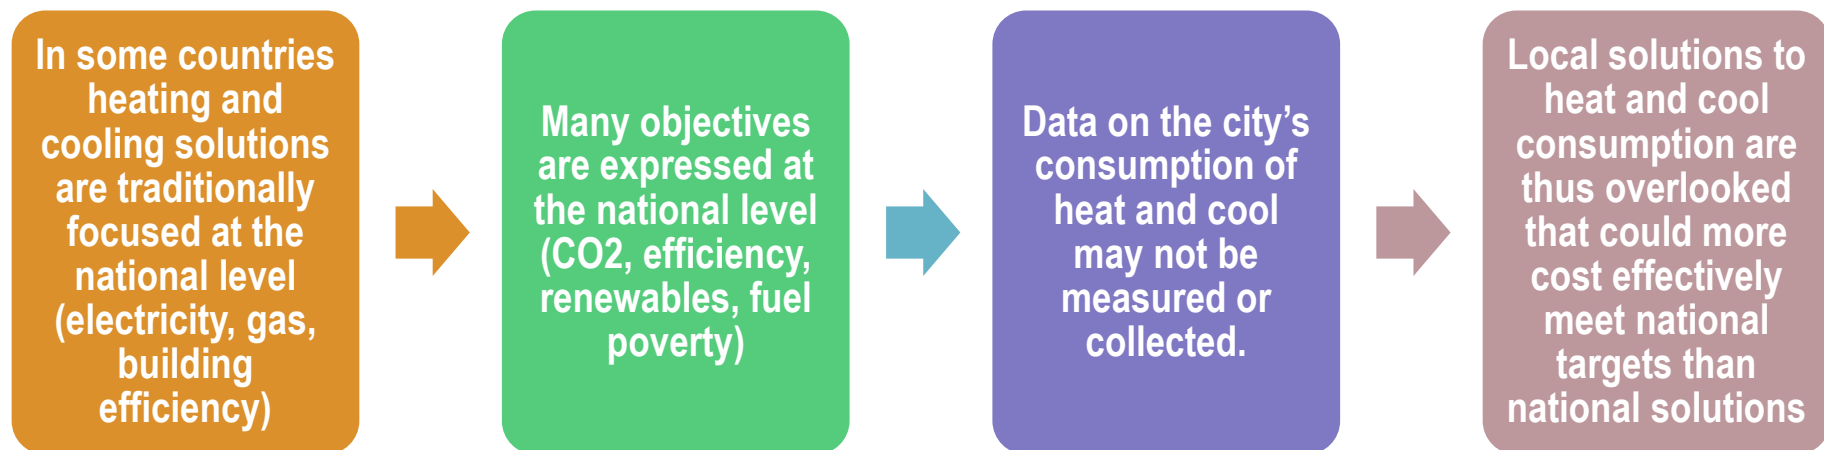 In some countries
heating and
cooling solutions
are traditionally
focused at the
national level
(electricity, gas,
building
efficiency)
Many objectives
are expressed at
the national level
(CO2, efficiency,
renewables, fuel
poverty)
Data on the city’s
consumption of
heat and cool
may not be
measured or
collected.
Local solutions to
heat and cool
consumption are
thus overlooked
that could more
cost effectively
meet national
targets than
national solutions